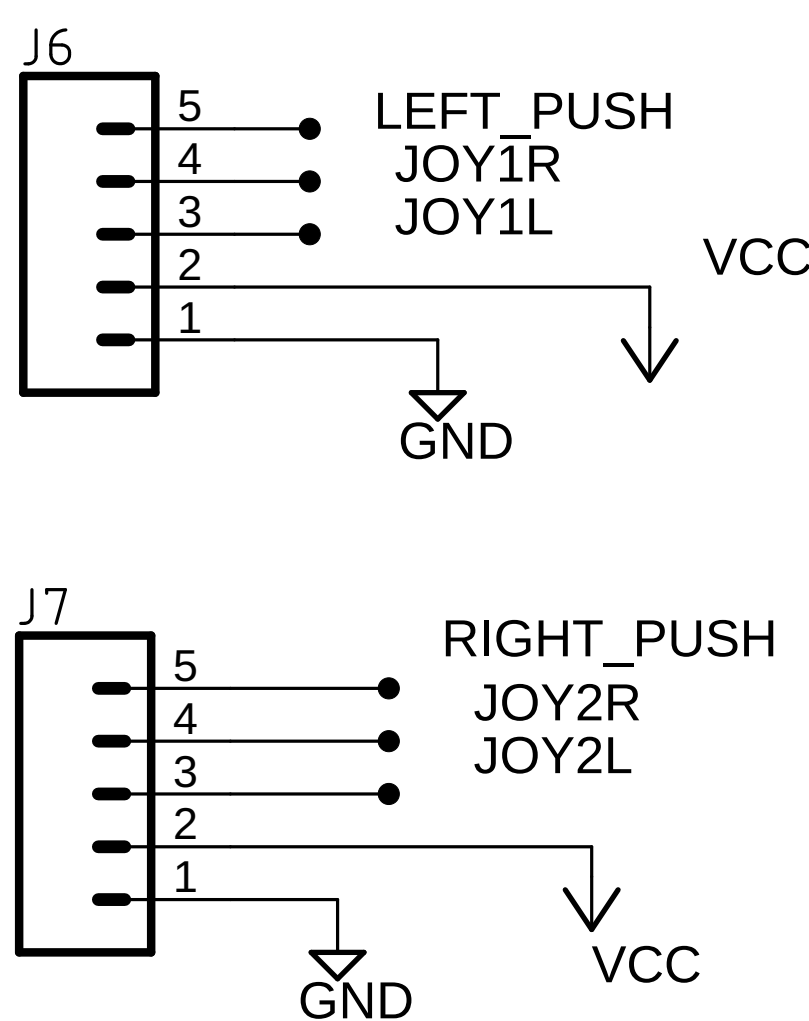 J6
5 LEFT_PUSH
4 JOY1R
3 JOY1L
2 VCC
1
GND
J7
5 RIGHT_PUSH
4 JOY2R
3 JOY2L
2
1
VCC
GND